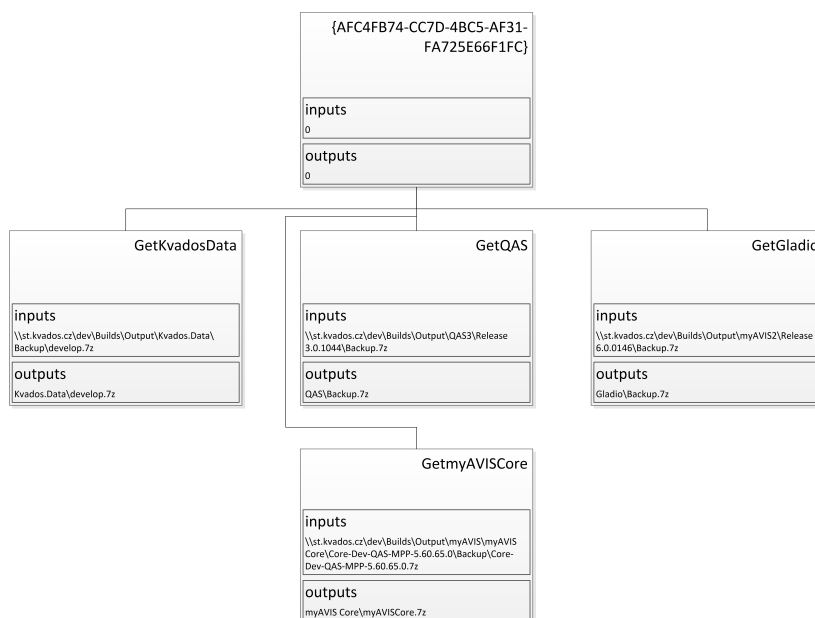 {AFC4FB74-CC7D-4BC5-AF31-
FA725E66F1FC}
inputs
0
outputs
0
GetKvadosData
inputs
\\st.kvados.cz\dev\Builds\Output\Kvados.Data\
Backup\develop.7z
outputs
Kvados.Data\develop.7z
GetQAS
inputs
\\st.kvados.cz\dev\Builds\Output\QAS3\Release
3.0.1044\Backup.7z
outputs
QAS\Backup.7z
GetGladio
inputs
\\st.kvados.cz\dev\Builds\Output\myAVIS2\Release
6.0.0146\Backup.7z
outputs
Gladio\Backup.7z
GetmyAVISCore
inputs
\\st.kvados.cz\dev\Builds\Output\myAVIS\myAVIS
Core\Core-Dev-QAS-MPP-5.60.65.0\Backup\Core-
Dev-QAS-MPP-5.60.65.0.7z
outputs
myAVIS Core\myAVISCore.7z